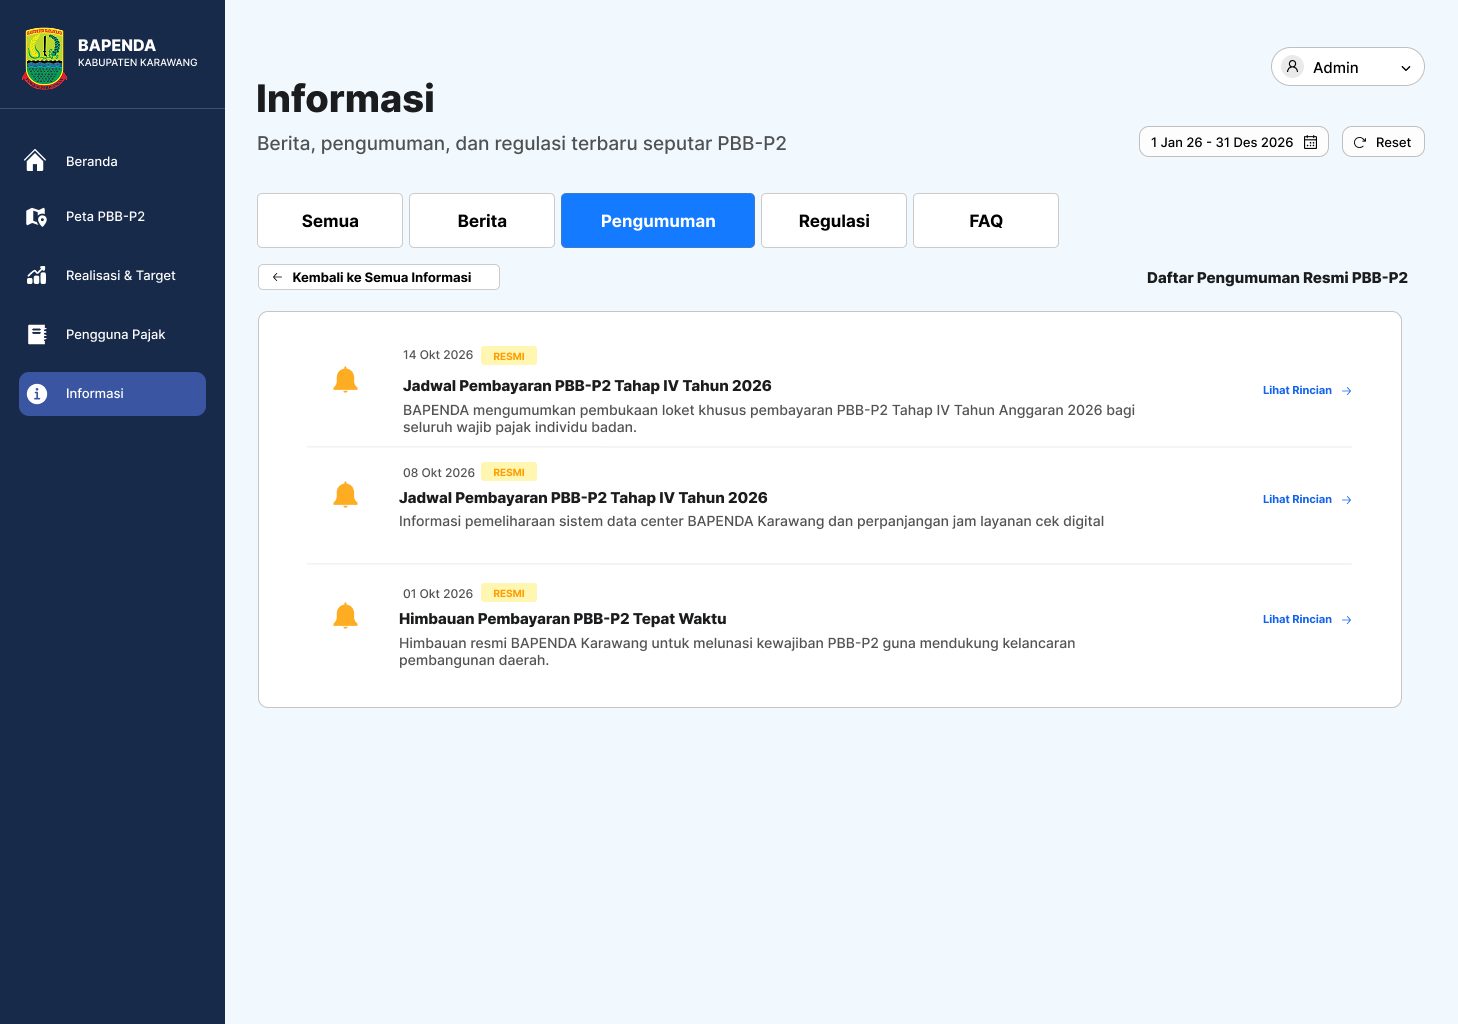 BAPENDA
KABUPATEN KARAWANG
Beranda
Peta PBB-P2
Realisasi & Target
Pengguna Pajak
Informasi
Admin
Informasi
Berita, pengumuman, dan regulasi terbaru seputar PBB-P2
1 Jan 26 - 31 Des 2026
Reset
Semua
Berita
Pengumuman
Regulasi
FAQ
Kembali ke Semua Informasi
Daftar Pengumuman Resmi PBB-P2
14 Okt 2026
RESMI
Jadwal Pembayaran PBB-P2 Tahap IV Tahun 2026
BAPENDA mengumumkan pembukaan loket khusus pembayaran PBB-P2 Tahap IV Tahun Anggaran 2026 bagi
seluruh wajib pajak individu badan.
Lihat Rincian
08 Okt 2026
RESMI
Jadwal Pembayaran PBB-P2 Tahap IV Tahun 2026
Informasi pemeliharaan sistem data center BAPENDA Karawang dan perpanjangan jam layanan cek digital
Lihat Rincian
01 Okt 2026
RESMI
Himbauan Pembayaran PBB-P2 Tepat Waktu
Himbauan resmi BAPENDA Karawang untuk melunasi kewajiban PBB-P2 guna mendukung kelancaran
pembangunan daerah.
Lihat Rincian